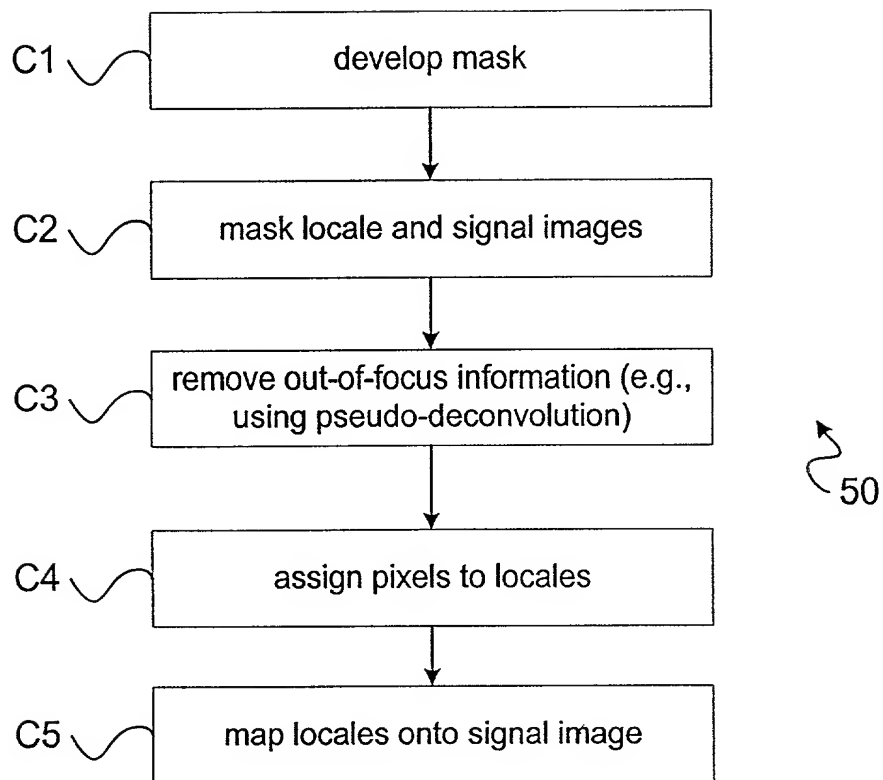 C1
develop mask
C2
mask locale and signal images
C3
remove out-of-focus information (e.g.,
using pseudo-deconvolution)
50
C4
assign pixels to locales
C5
map locales onto signal image